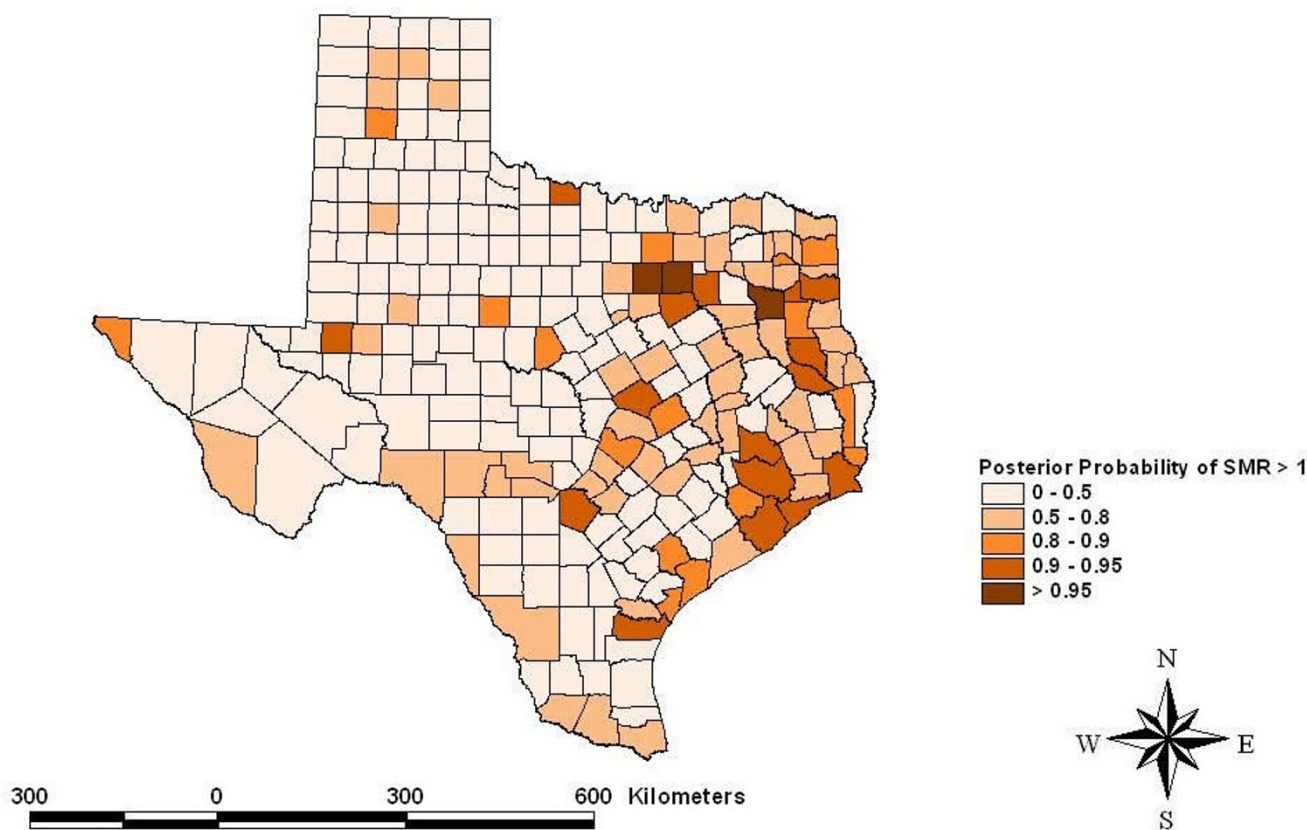 Posterior Probability of SMR > 1
0 - 0.5
0.5 - 0.8
0.8 - 0.9
0.9 - 0.95
> 0.95
N
W E
S
300 0 300 600 Kilometers